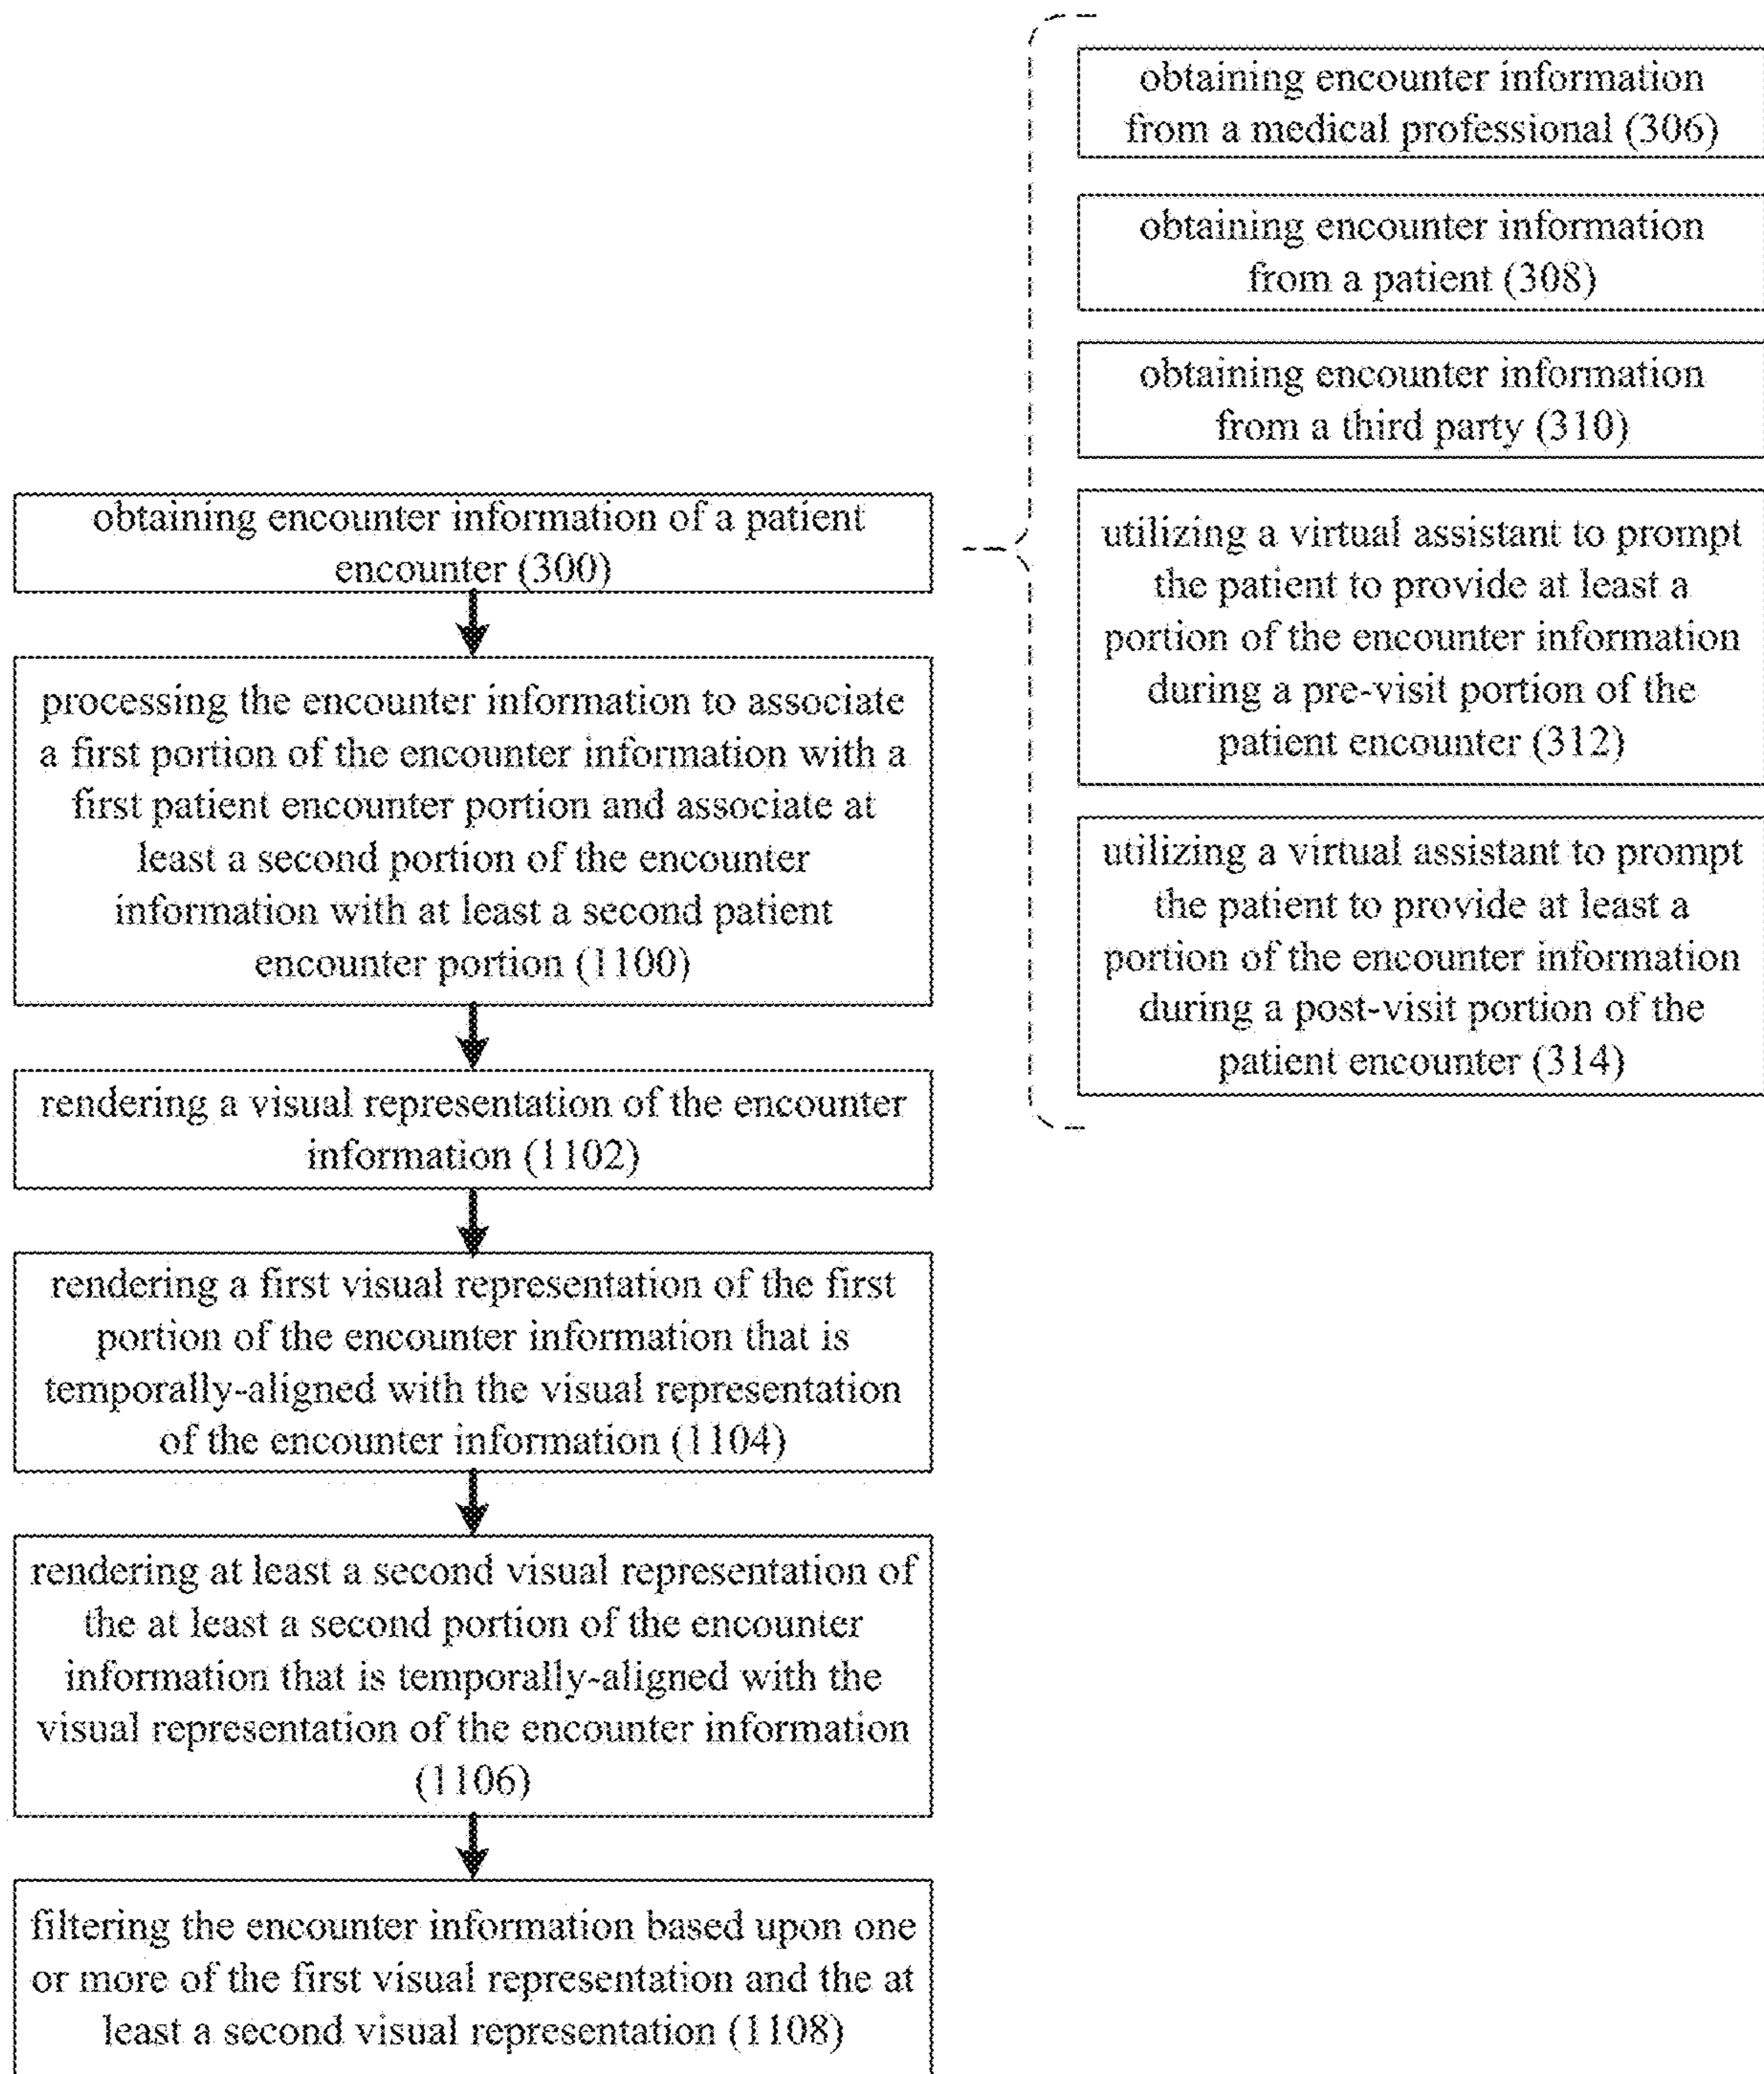 obtaining encounter information of a patient
encounter (300)
processing the encounter information to associate
a first portion of the encounter information with a
first patient encounter portion and associate at
least a second portion of the encounter
information with at least a second patient
encounter portion (1100)
rendering a visual representation of the encounter
information (1102)
rendering a first visual representation of the first
portion of the encounter information that is
temporally-aligned with the visual representation
of the encounter information (1104)
rendering at least a second visual representation of
the at least a second portion of the encounter
information that is temporally-aligned with the
visual representation of the encounter information
(1106)
filtering the encounter information based upon one
or more of the first visual representation and the at
least a second visual representation (1108)
obtaining encounter information
from a medical professional (306)
obtaining encounter information
from a patient (308)
obtaining encounter information
from a third party (310)
utilizing a virtual assistant to prompt
the patient to provide at least a
portion of the encounter information
during a pre-visit portion of the
patient encounter (312)
utilizing a virtual assistant to prompt
the patient to provide at least a
portion of the encounter information
during a post-visit portion of the
patient encounter (314)